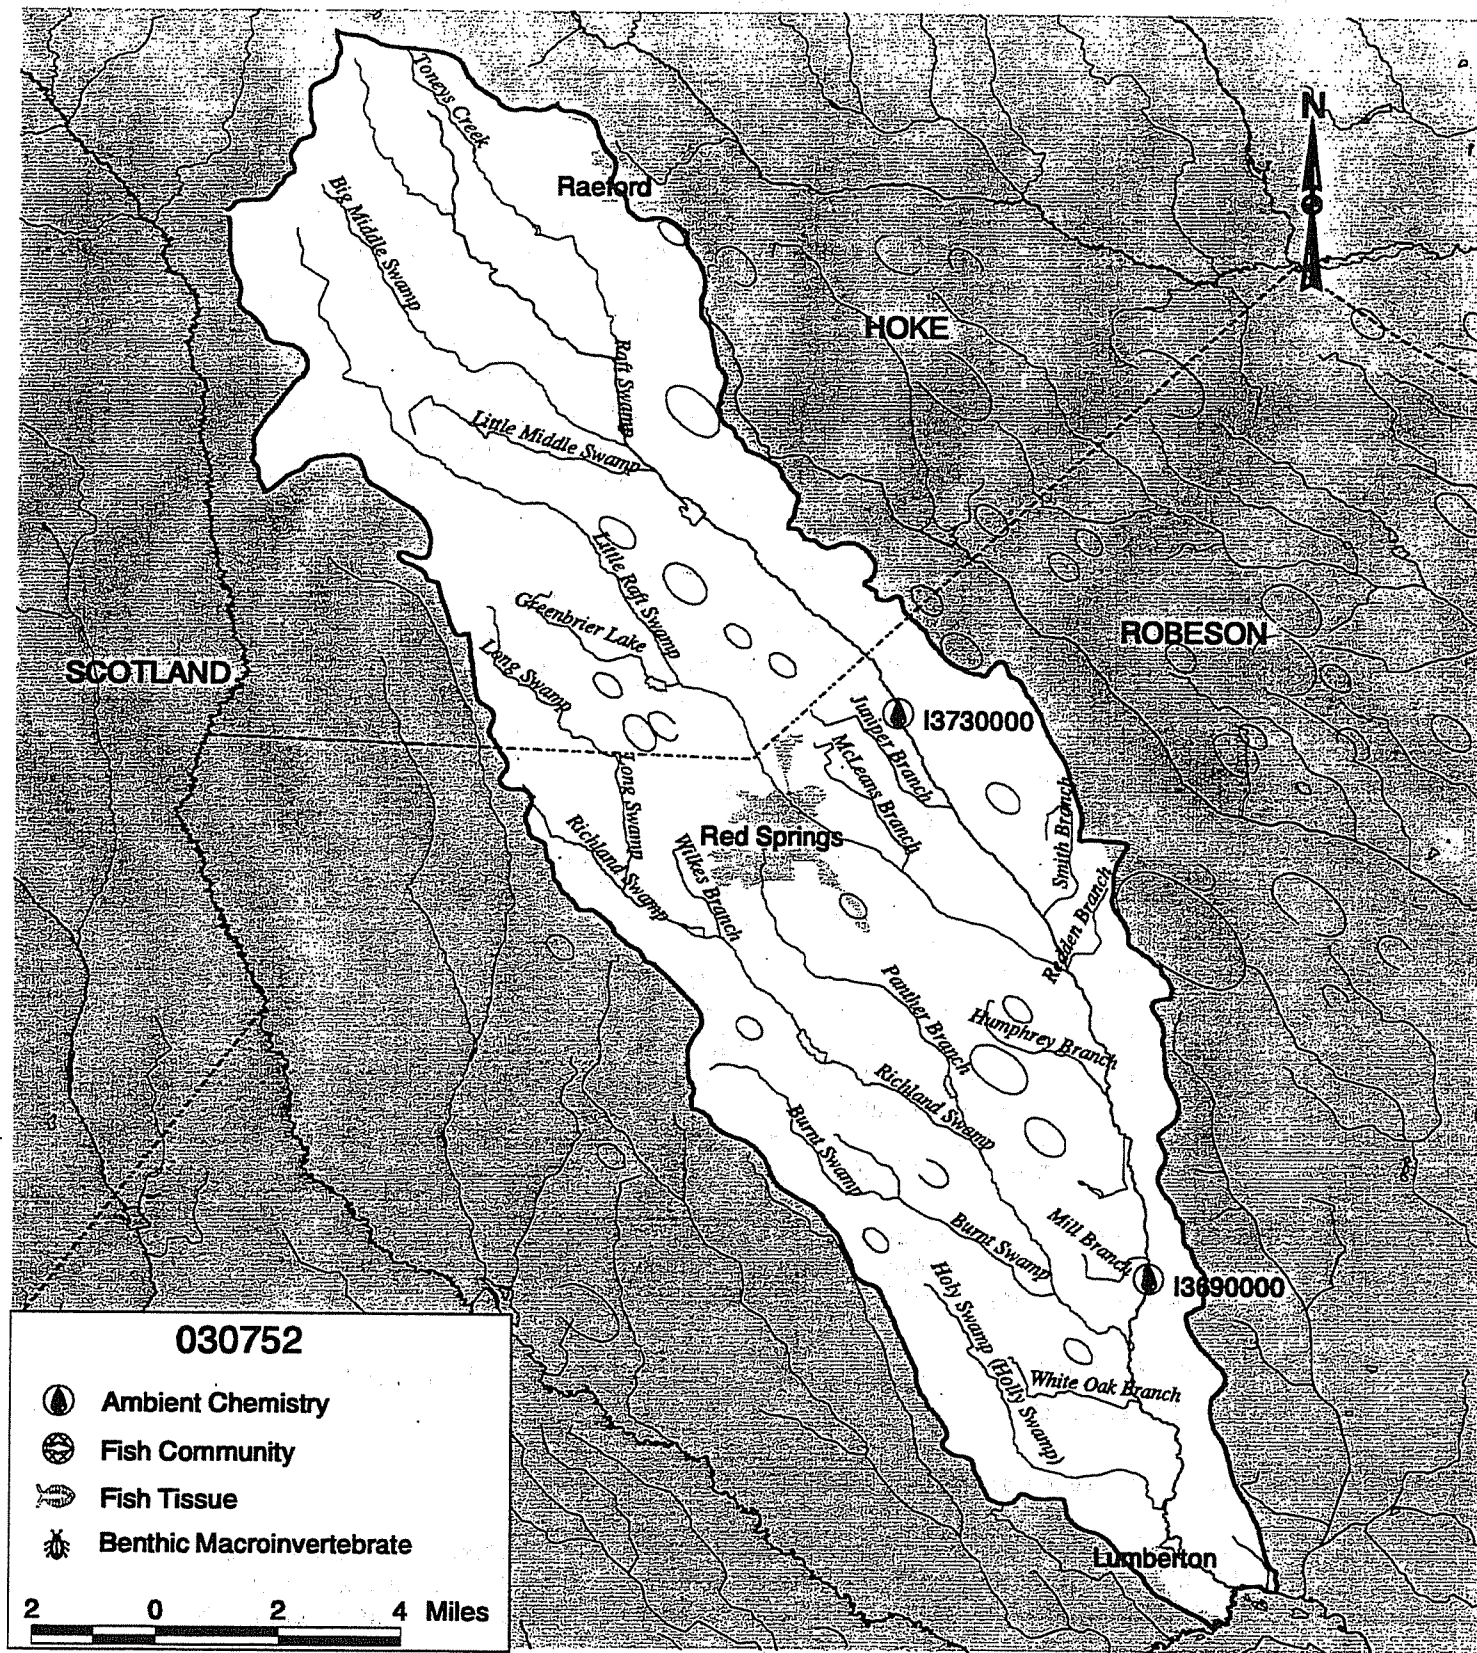 Toneys Creek
N
Raeford
Big Middle Swamp
HOKE
Raft Swamp
Little Middle Swamp
Little Raft Swamp
Greenbrier Lake
ROBESON
Long Swamp
SCOTLAND
Juniper Branch
I3730000
McLeans Branch
Long Swamp
Smith Branch
Richland Swamp
Red Springs
Wilkes Branch
Redden Branch
Panther Branch
Humphrey Branch
Richland Swamp
Burnt Swamp
Burnt Swamp
Mill Branch
I3690000
Holy Swamp (Holly Swamp)
White Oak Branch
Lumberton
030752
Ambient Chemistry
Fish Community
Fish Tissue
Benthic Macroinvertebrate
2 0 2 4 Miles